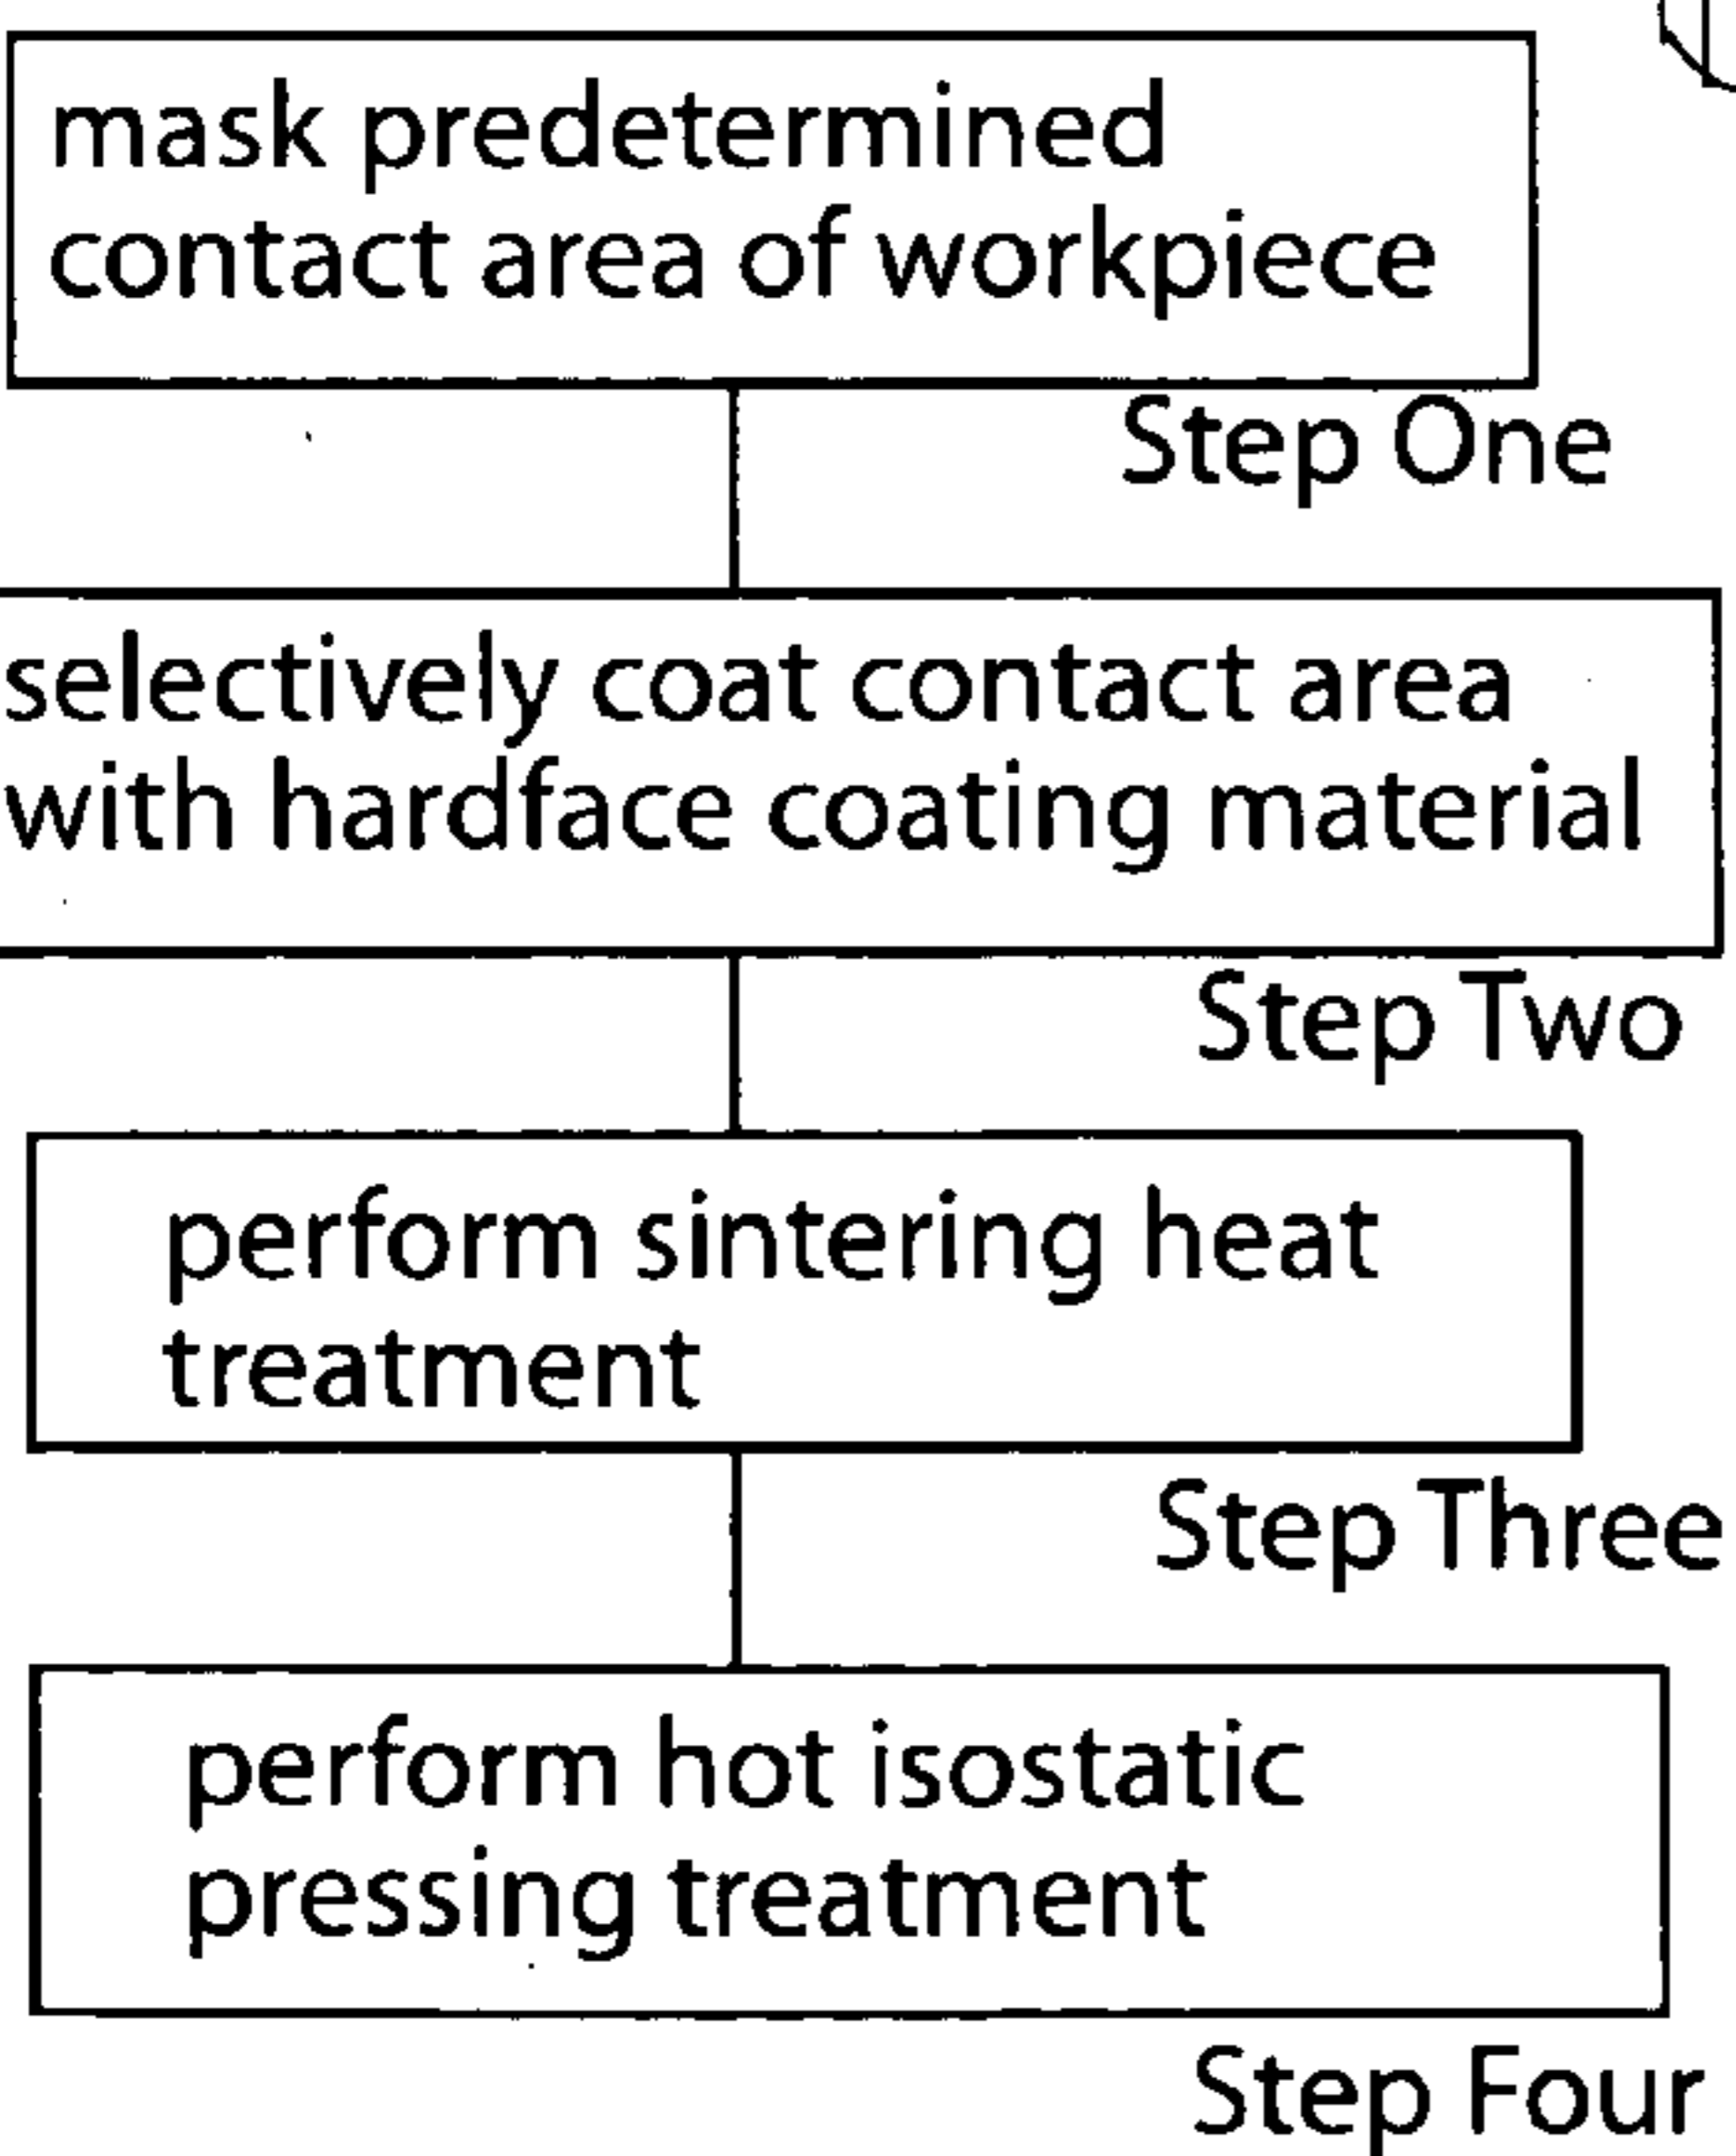 mask predetermined
contact area of workpiece
Step One
selectively coat contact area
with hardface coating material
Step Two
perform sintering heat
treatment
Step Three
perform hot isostatic
pressing treatment
Step Four